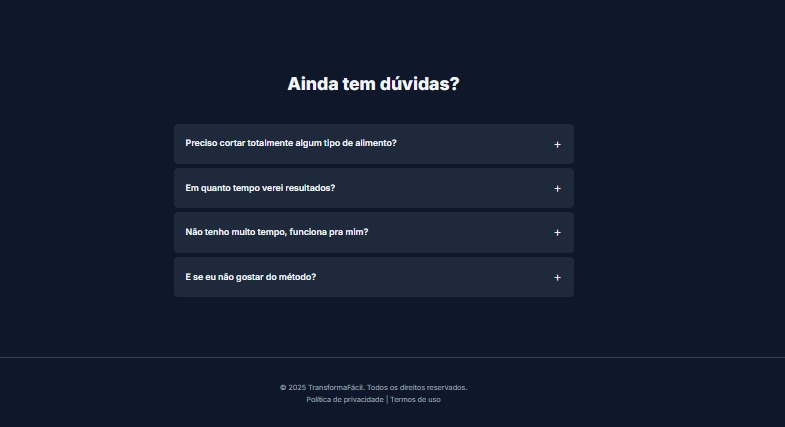 Ainda tem dúvidas?
Preciso cortar totalmente algum tipo de alimento? +
Em quanto tempo verei resultados? +
Não tenho muito tempo, funciona pra mim? +
E se eu não gostar do método? +
© 2025 TransformaFácil. Todos os direitos reservados.
Política de privacidade | Termos de uso